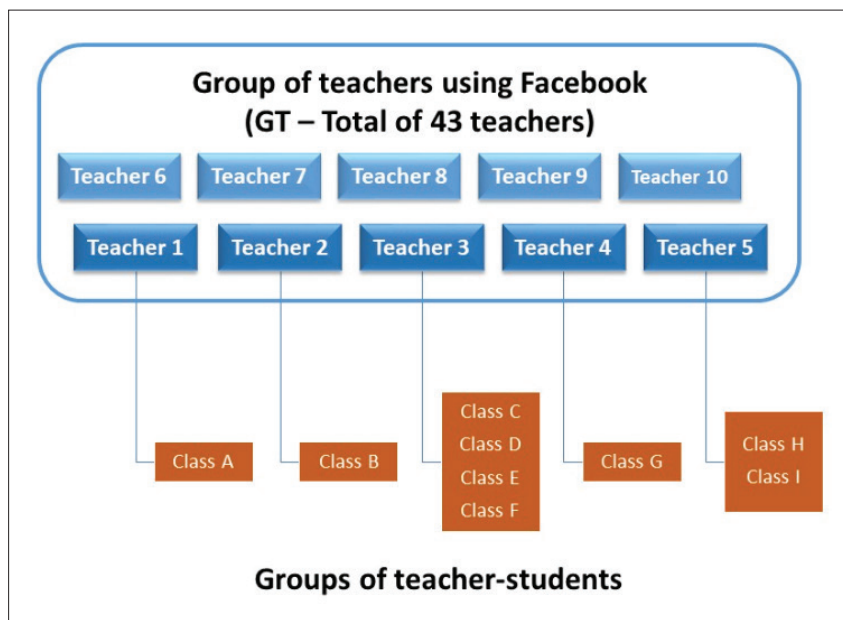 Group of teachers using Facebook
(GT – Total of 43 teachers)
Teacher 6
Teacher 7
Teacher 8
Teacher 9
Teacher 10
Teacher 1
Teacher 2
Teacher 3
Teacher 4
Teacher 5
Class A
Class B
Class C
Class D
Class E
Class F
Class G
Class H
Class I
Groups of teacher-students